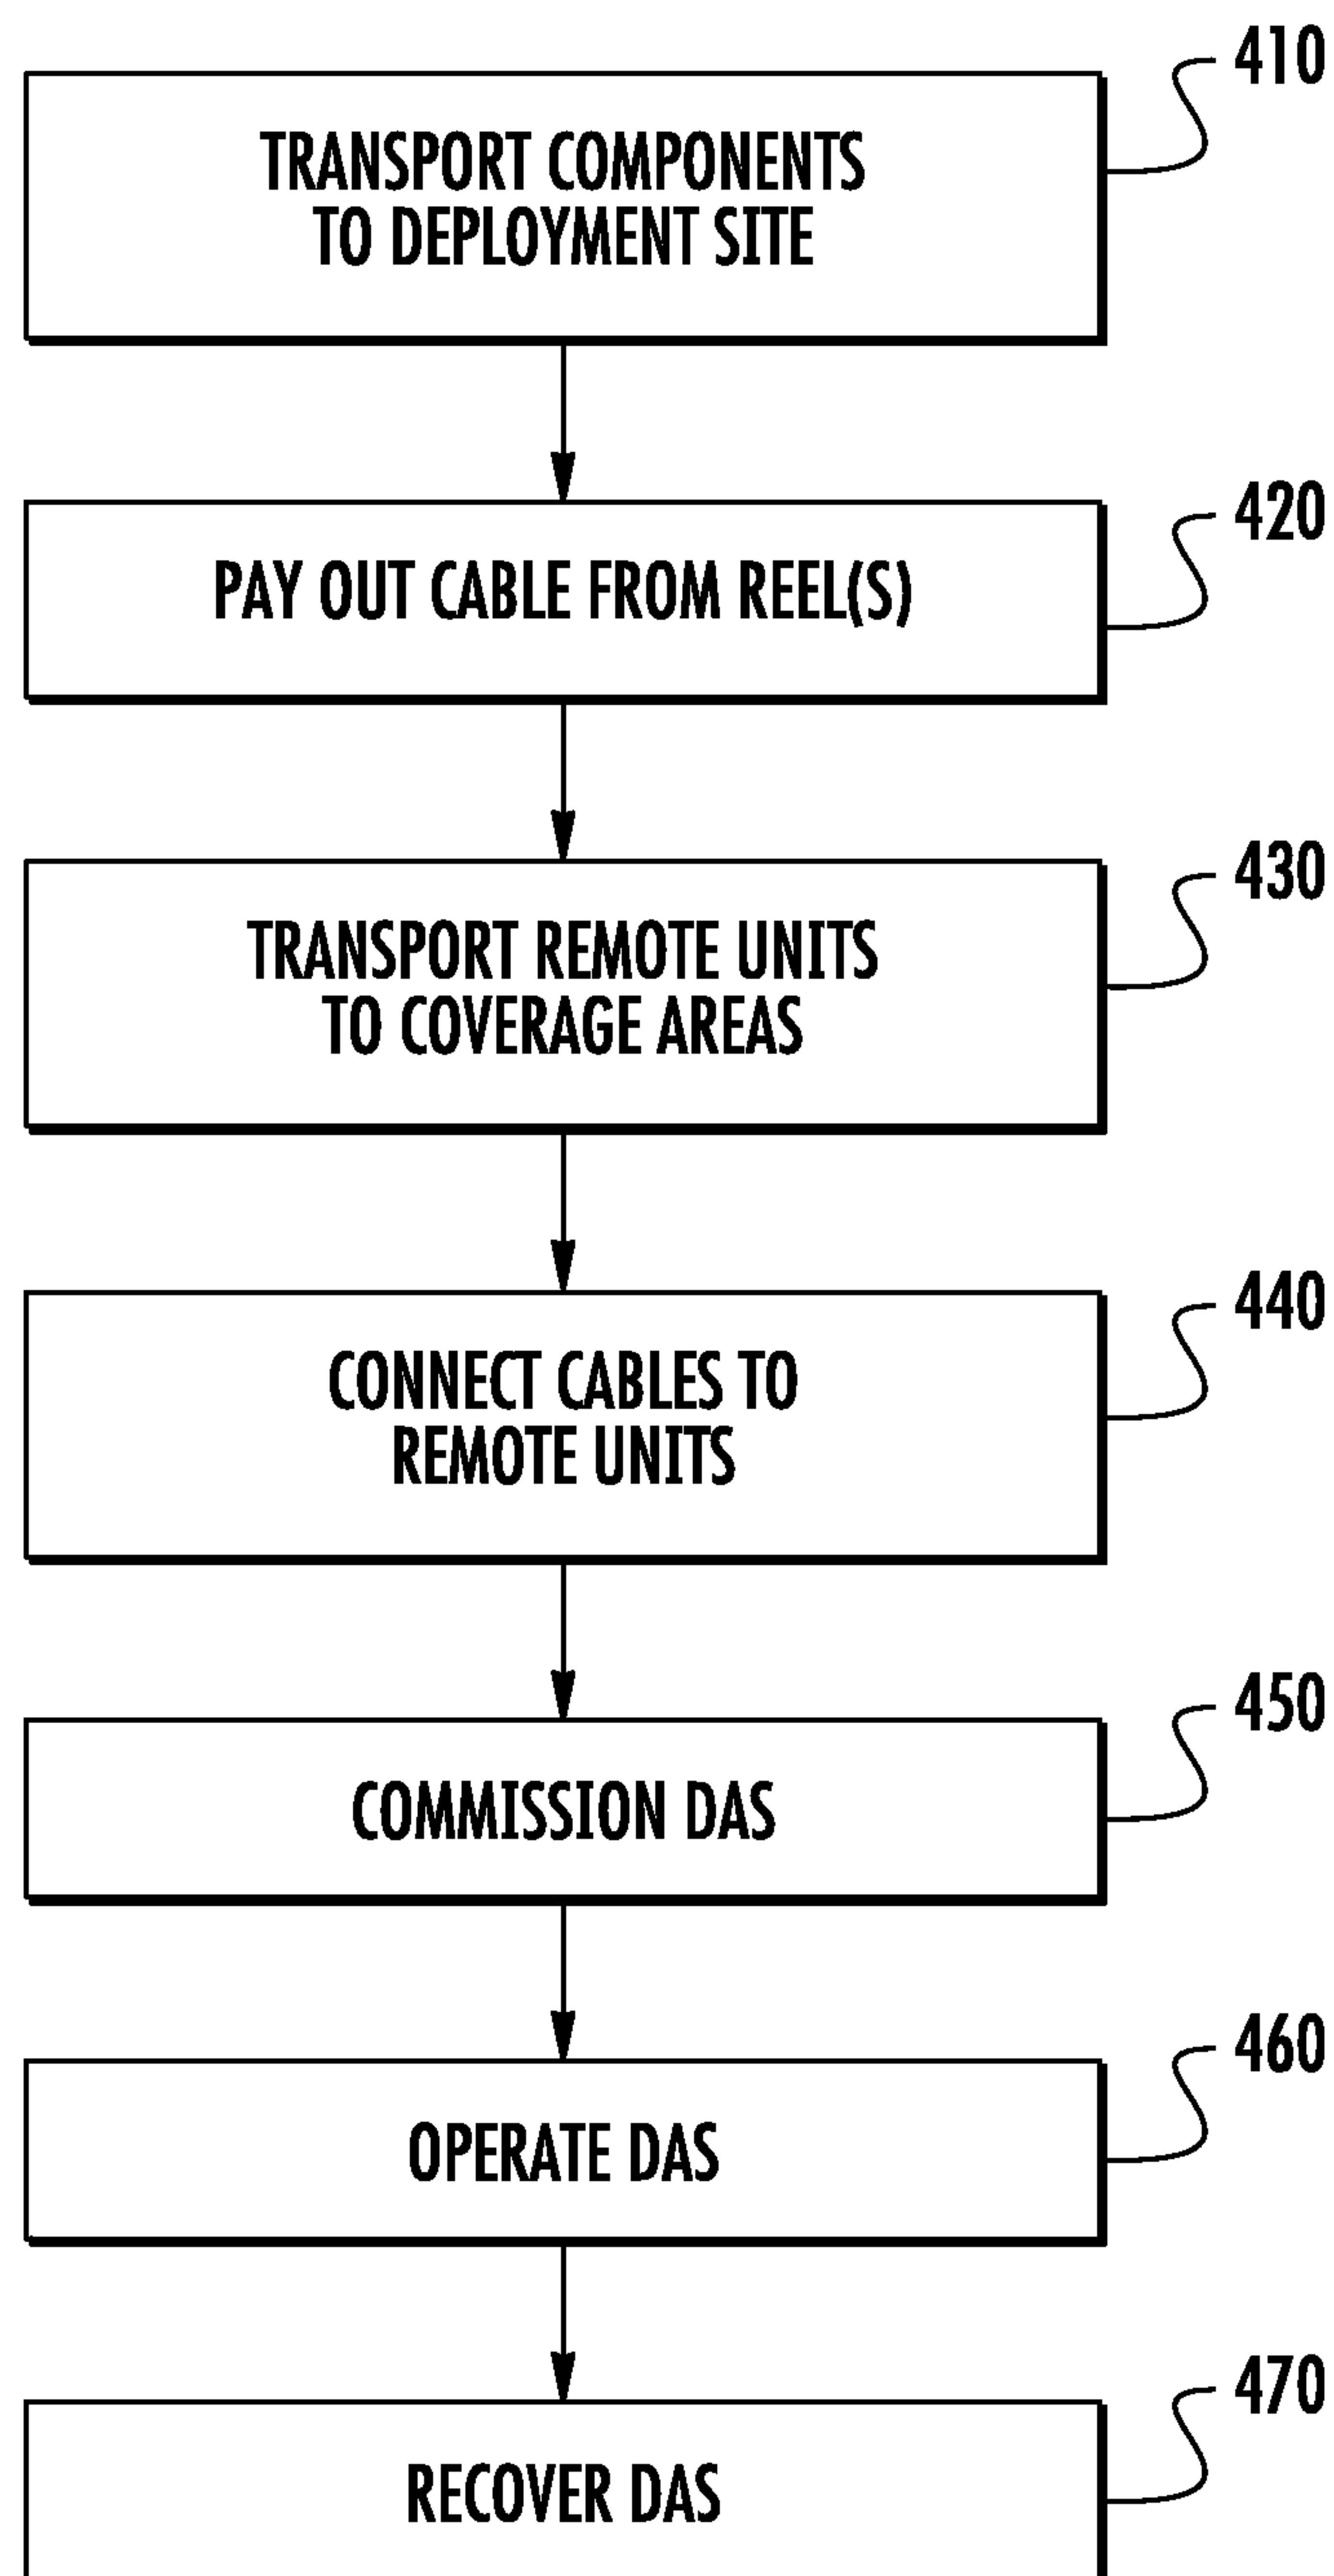 410
TRANSPORT COMPONENTS
TO DEPLOYMENT SITE
420
PAY OUT CABLE FROM REEL(S)
430
TRANSPORT REMOTE UNITS
TO COVERAGE AREAS
440
CONNECT CABLES TO
REMOTE UNITS
450
COMMISSION DAS
460
OPERATE DAS
470
RECOVER DAS